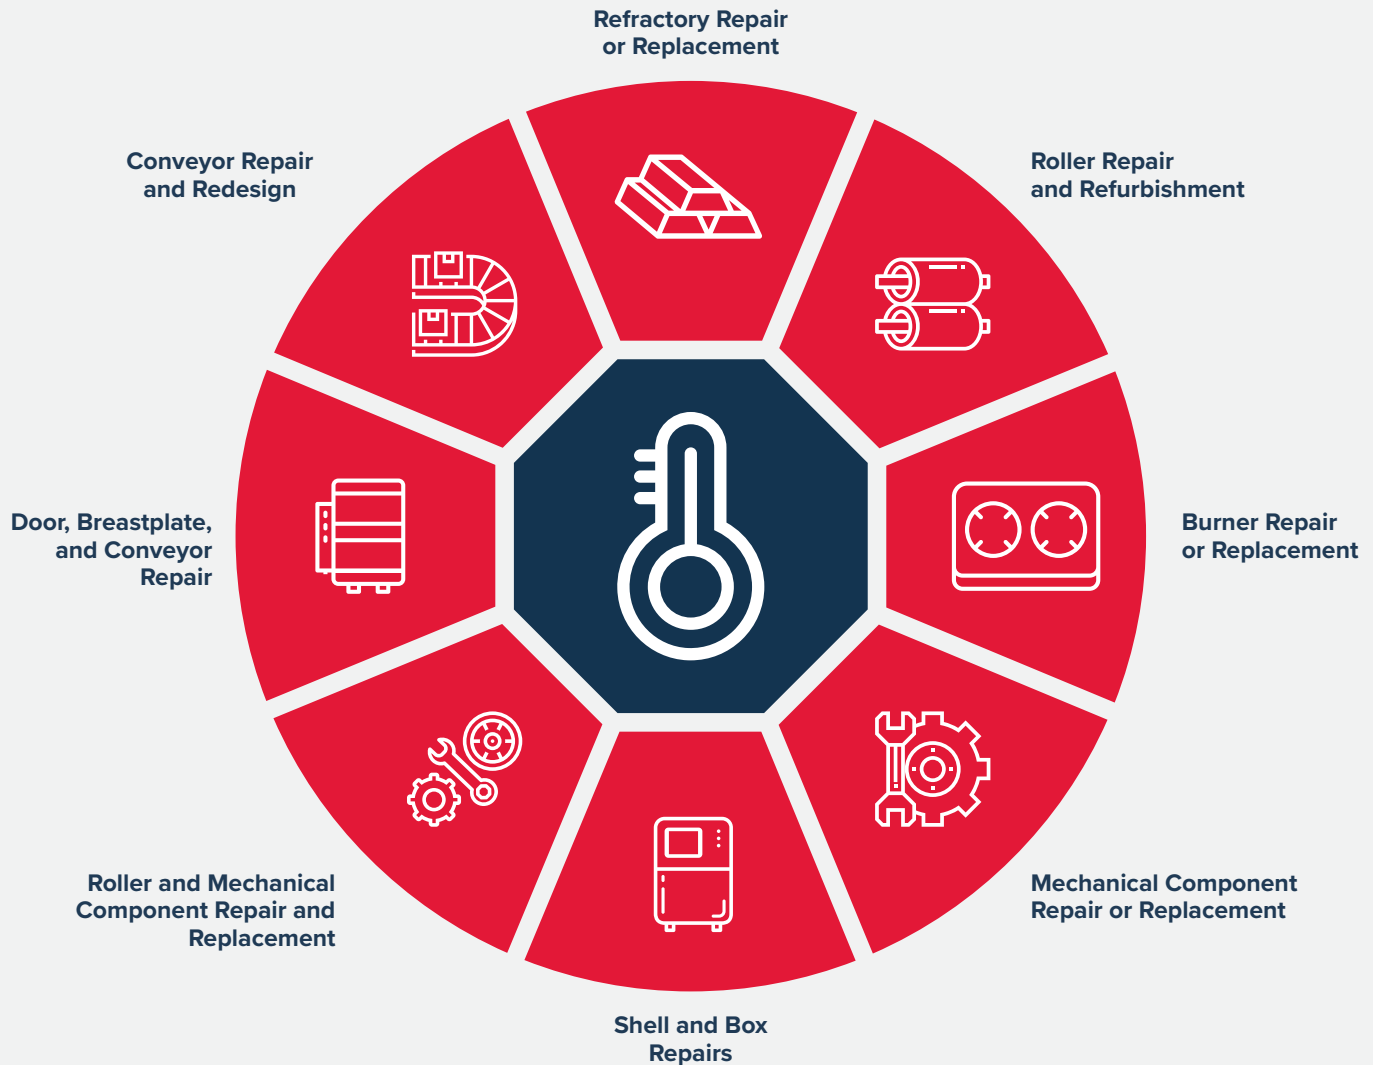 Refractory Repair
or Replacement
Conveyor Repair
and Redesign
Roller Repair
and Refurbishment
Door, Breastplate,
and Conveyor
Repair
Burner Repair
or Replacement
Roller and Mechanical
Component Repair and
Replacement
Mechanical Component
Repair or Replacement
Shell and Box
Repairs